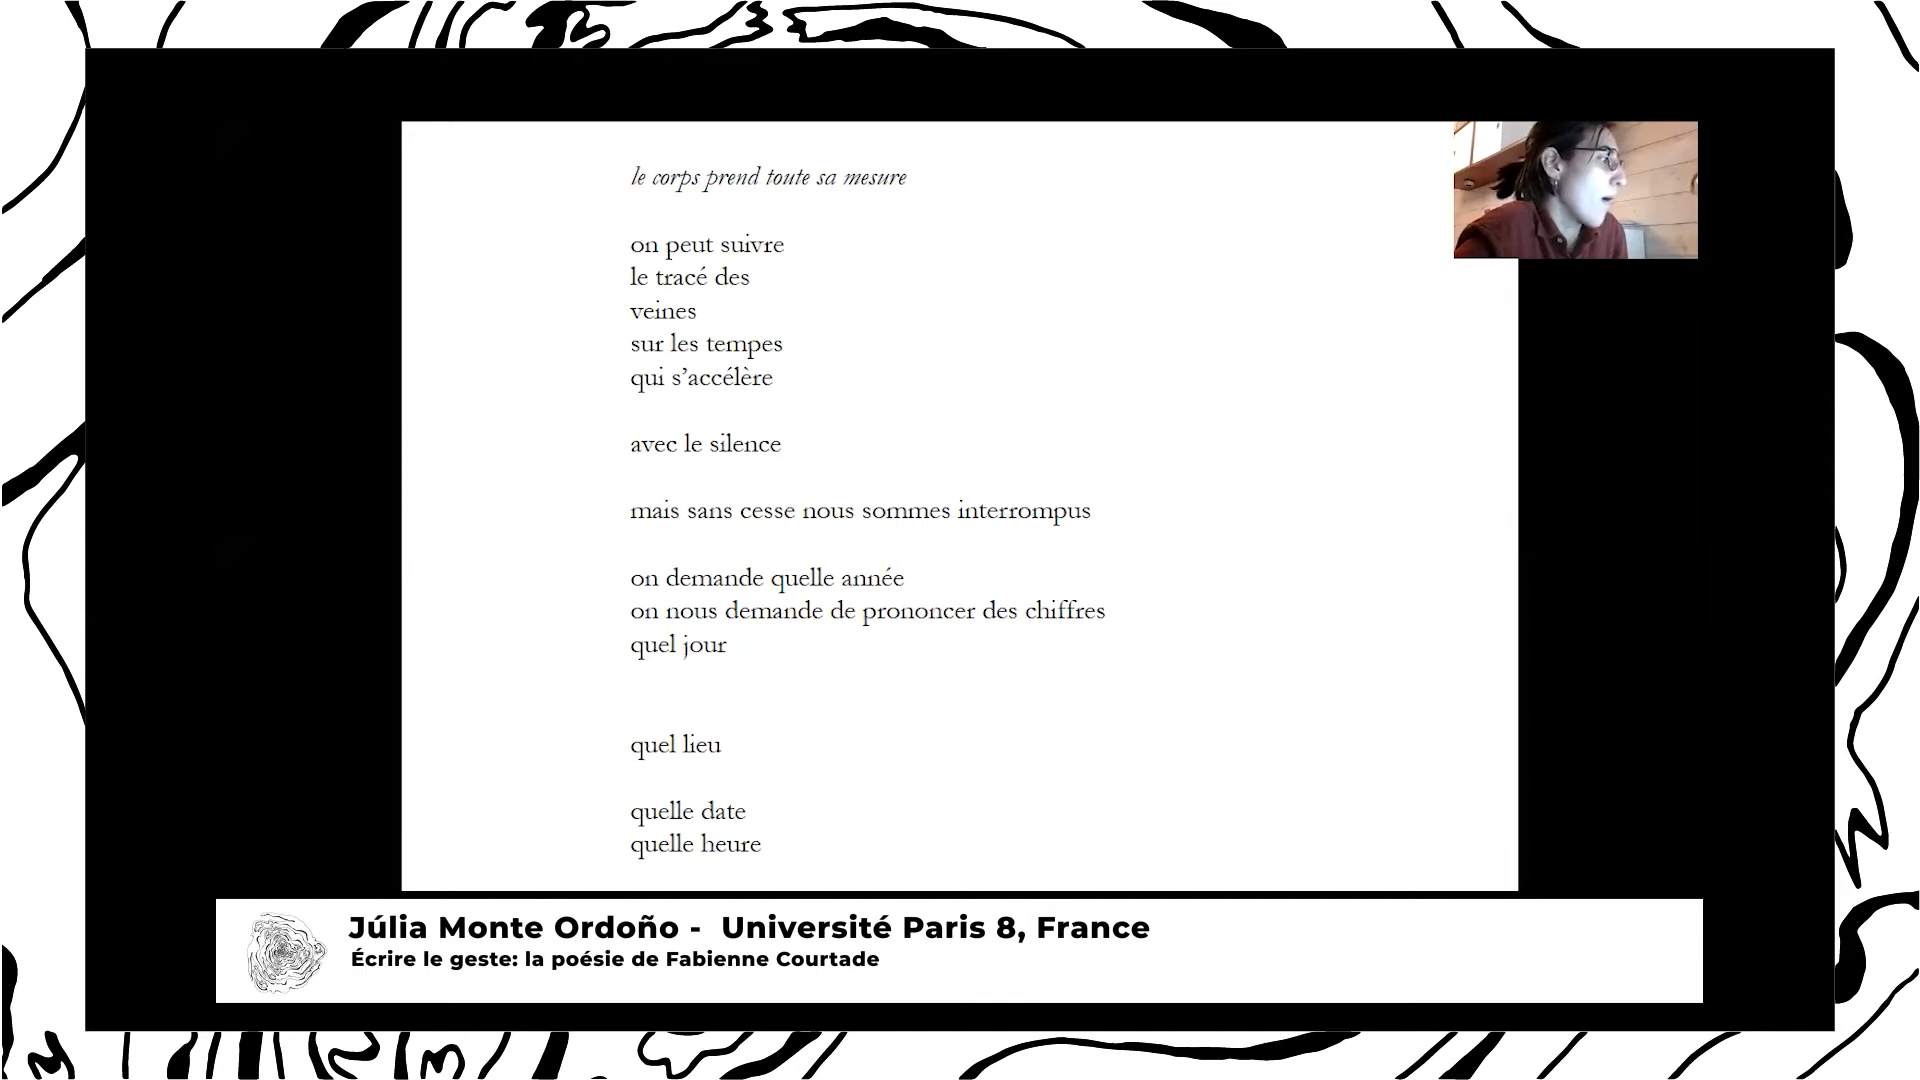 le corps prend toute sa mesure
on peut suivre
le tracé des
veines
sur les tempes
qui s’accélère
avec le silence
mais sans cesse nous sommes interrompus
on demande quelle année
on nous demande de prononcer des chiffres
quel jour
quel lieu
quelle date
quelle heure
Júlia Monte Ordoño - Université Paris 8, France
Écrire le geste: la poésie de Fabienne Courtade